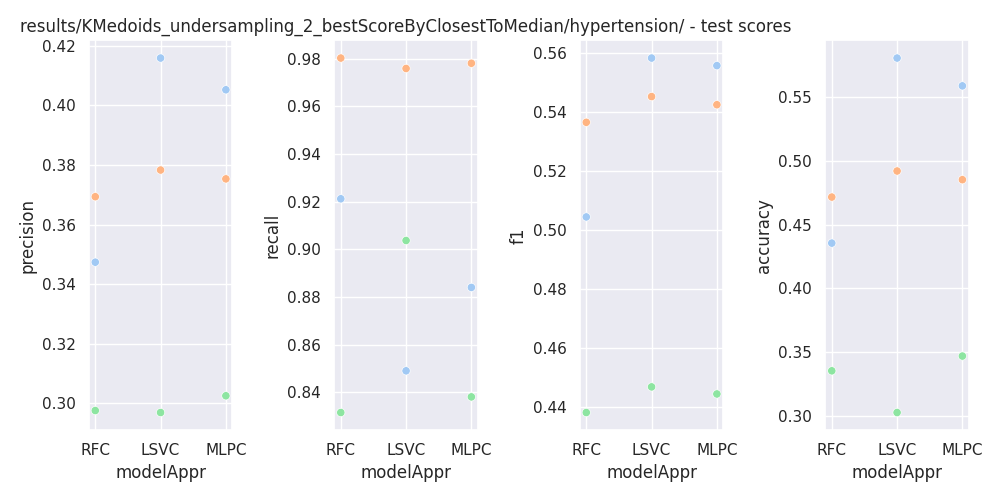 results/KMedoids_undersampling_2_bestScoreByClosestToMedian/hypertension/ - test scores
precision
0.42
0.40
0.38
0.36
0.34
0.32
0.30
RFC LSVC MLPC
modelAppr
recall
0.98
0.96
0.94
0.92
0.90
0.88
0.86
0.84
RFC LSVC MLPC
modelAppr
f1
0.56
0.54
0.52
0.50
0.48
0.46
0.44
RFC LSVC MLPC
modelAppr
accuracy
0.55
0.50
0.45
0.40
0.35
0.30
RFC LSVC MLPC
modelAppr